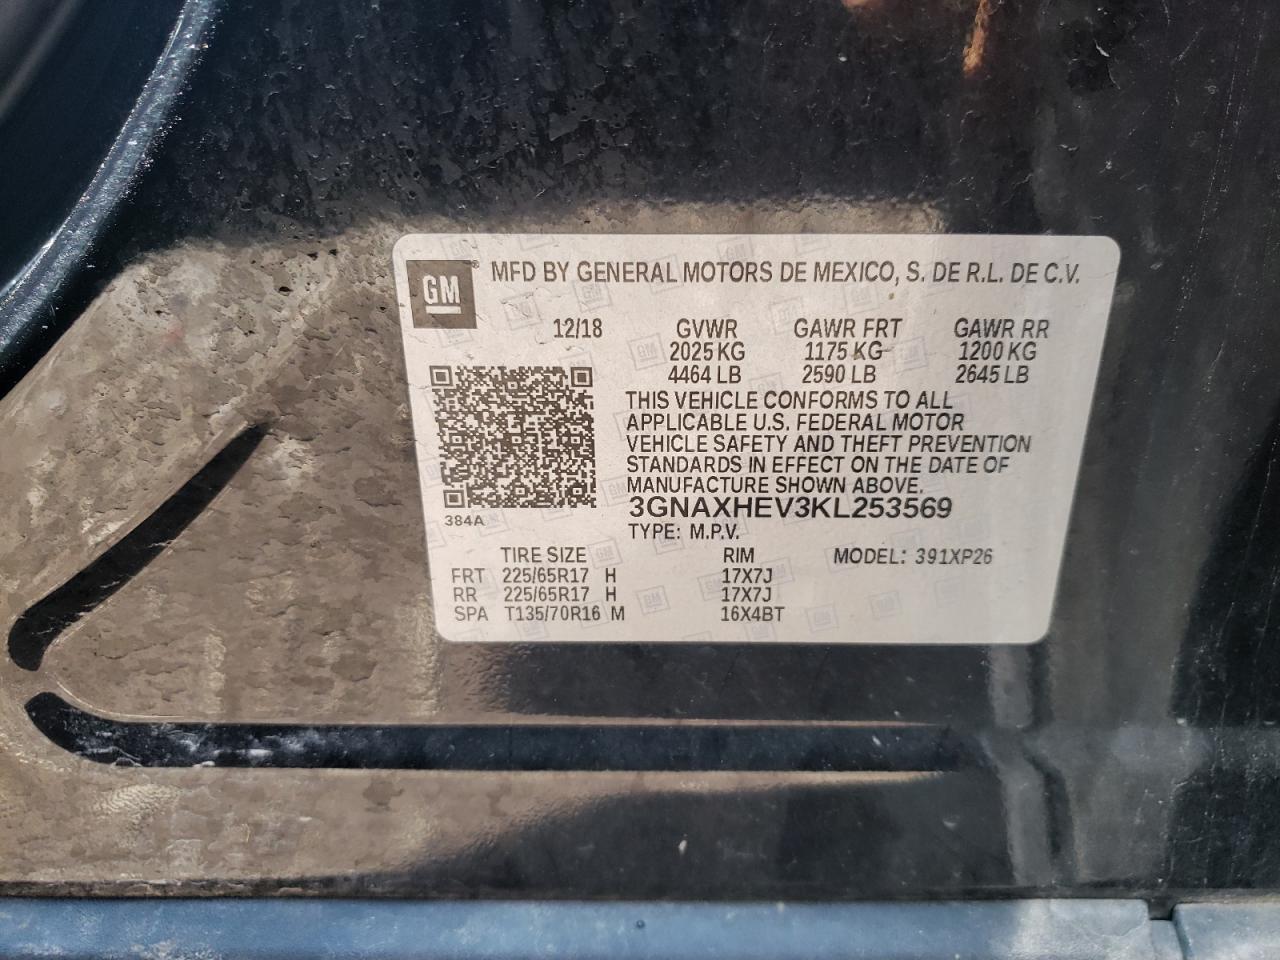 GM® MFD BY GENERAL MOTORS DE MEXICO, S. DE R.L. DE C.V.
12/18 GVWR GAWR FRT GAWR RR
2025 KG 1175 KG 1200 KG
4464 LB 2590 LB 2645 LB
THIS VEHICLE CONFORMS TO ALL
APPLICABLE U.S. FEDERAL MOTOR
VEHICLE SAFETY AND THEFT PREVENTION
STANDARDS IN EFFECT ON THE DATE OF
MANUFACTURE SHOWN ABOVE.
3GNAXHEV3KL253569
384A
TYPE: M.P.V.
TIRE SIZE RIM MODEL: 391XP26
FRT 225/65R17 H 17X7J
RR 225/65R17 H 17X7J
SPA T135/70R16 M 16X4BT